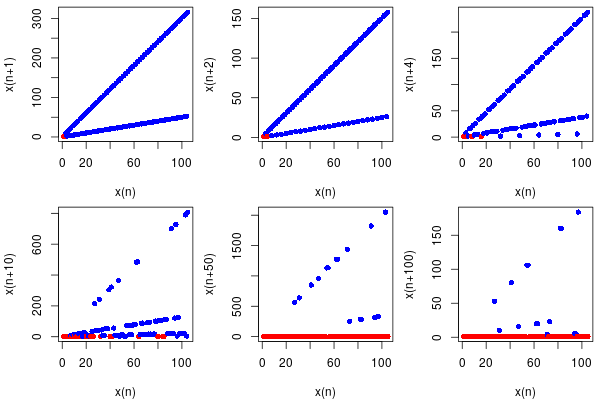 x(n+1)
0 100 200 300
0 20 60 100
x(n)
x(n+2)
0 50 150
0 20 60 100
x(n)
x(n+4)
0 50 150
0 20 60 100
x(n)
x(n+10)
0 200 600
0 20 60 100
x(n)
x(n+50)
0 500 1500
0 20 60 100
x(n)
x(n+100)
0 50 100 150
0 20 60 100
x(n)